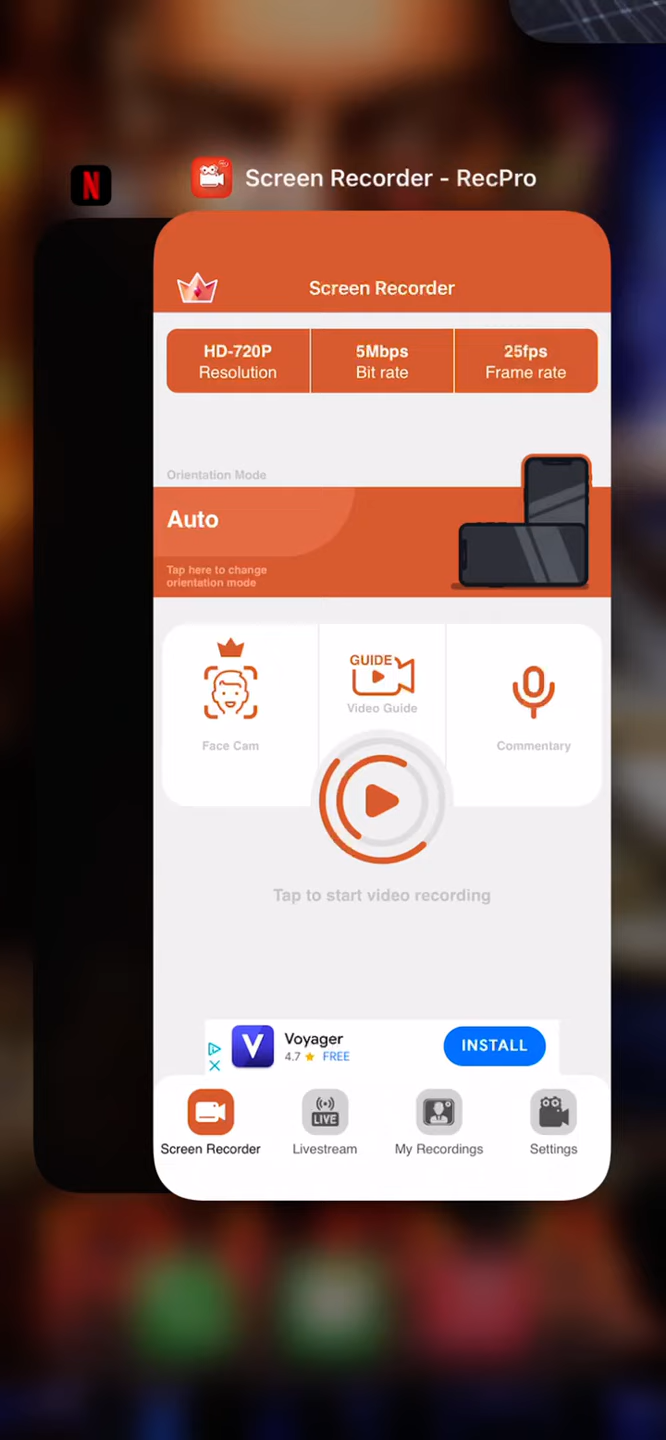 N
Screen Recorder - RecPro
Screen Recorder
HD-720P
Resolution
5Mbps
Bit rate
25fps
Frame rate
Orientation Mode
Auto
Tap here to change
orientation mode
GUIDE
Video Guide
Face Cam
Commentary
Tap to start video recording
V
Voyager
4.7 ★ FREE
INSTALL
LIVE
Screen Recorder
Livestream
My Recordings
Settings